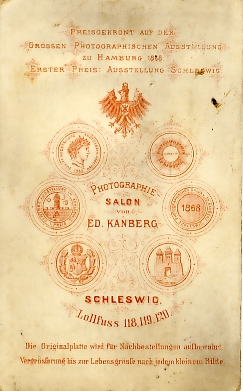 PREISGEKRÖNT AUF DER
GROSSEN PHOTOGRAPHISCHEN AUSSTELLUNG
ZU HAMBURG 1868
ERSTER PREIS: AUSSTELLUNG SCHLESWIG
PHOTOGRAPHIE
SALON
VON
ED. KANBERG
1868
SCHLESWIG.
Lollfuss 118, 119, 120.
Die Originalplatte wird für Nachbestellungen aufbewahrt.
Vergrösserung bis zur Lebensgrösse nach jedem kleinem Bilde.